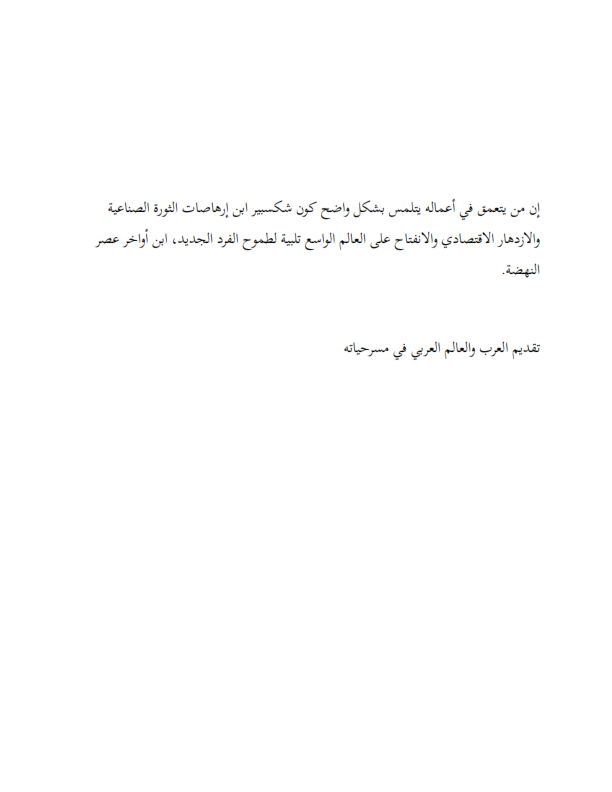 إن من يتعمق في أعماله يتلمس بشكل واضح كون شكسبير ابن إرهاصات الثورة الصناعية
والازدهار الاقتصادي والانفتاح على العالم الواسع تلبية لطموح الفرد الجديد، ابن أواخر عصر
النهضة.
تقديم العرب والعالم العربي في مسرحياته